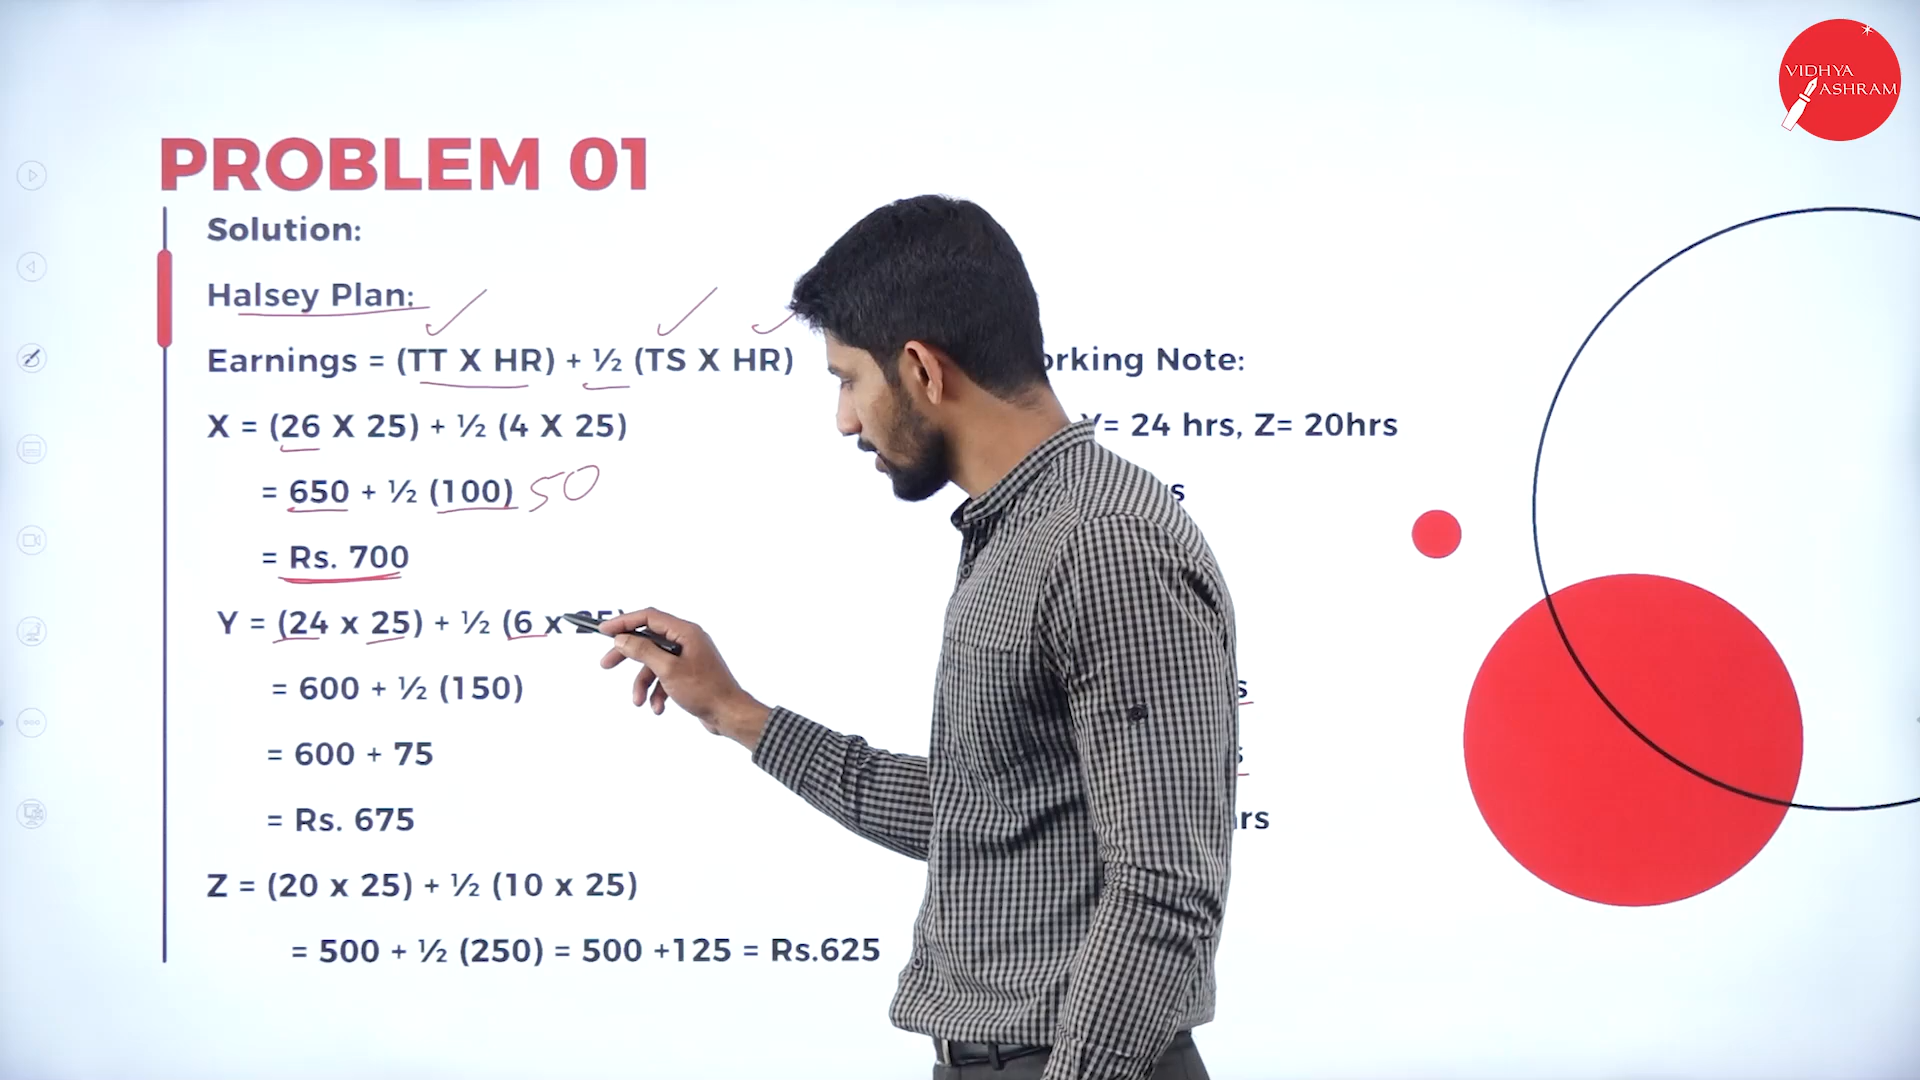 VIDHYA
ASHRAM
PROBLEM 01
Solution:
Halsey Plan:
Earnings = (TT X HR) + ½ (TS X HR)
X = (26 X 25) + ½ (4 X 25)
= 650 + ½ (100) 50
= Rs. 700
Y = (24 x 25) + ½ (6 x 25)
= 600 + ½ (150)
= 600 + 75
= Rs. 675
Z = (20 x 25) + ½ (10 x 25)
= 500 + ½ (250) = 500 +125 = Rs.625
Note:
Y= 24 hrs, Z= 20hrs